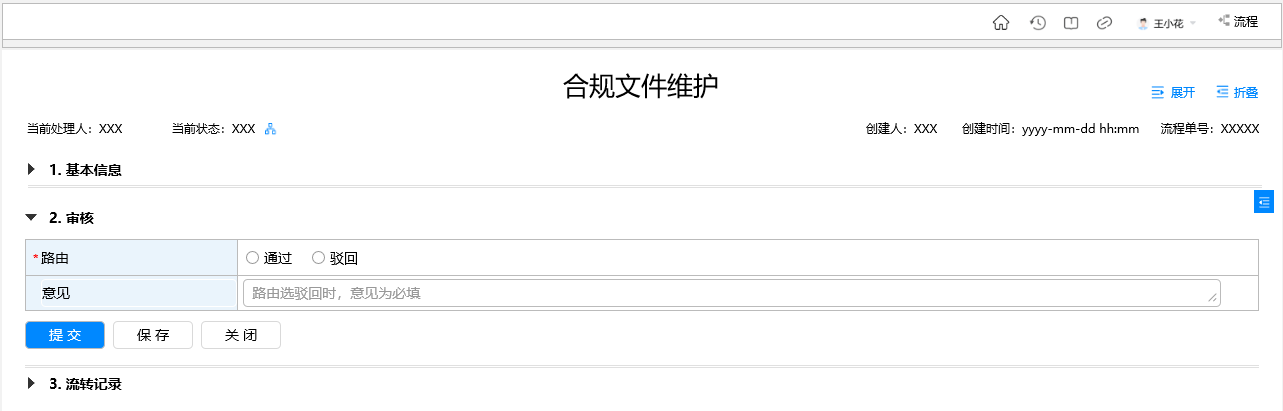 王小花 流程
合规文件维护
展开 折叠
当前处理人：XXX 当前状态：XXX 创建人：XXX 创建时间：yyyy-mm-dd hh:mm 流程单号：XXXXX
1. 基本信息
2. 审核
*路由 通过 驳回
意见 路由选驳回时，意见为必填
提 交 保 存 关 闭
3. 流转记录